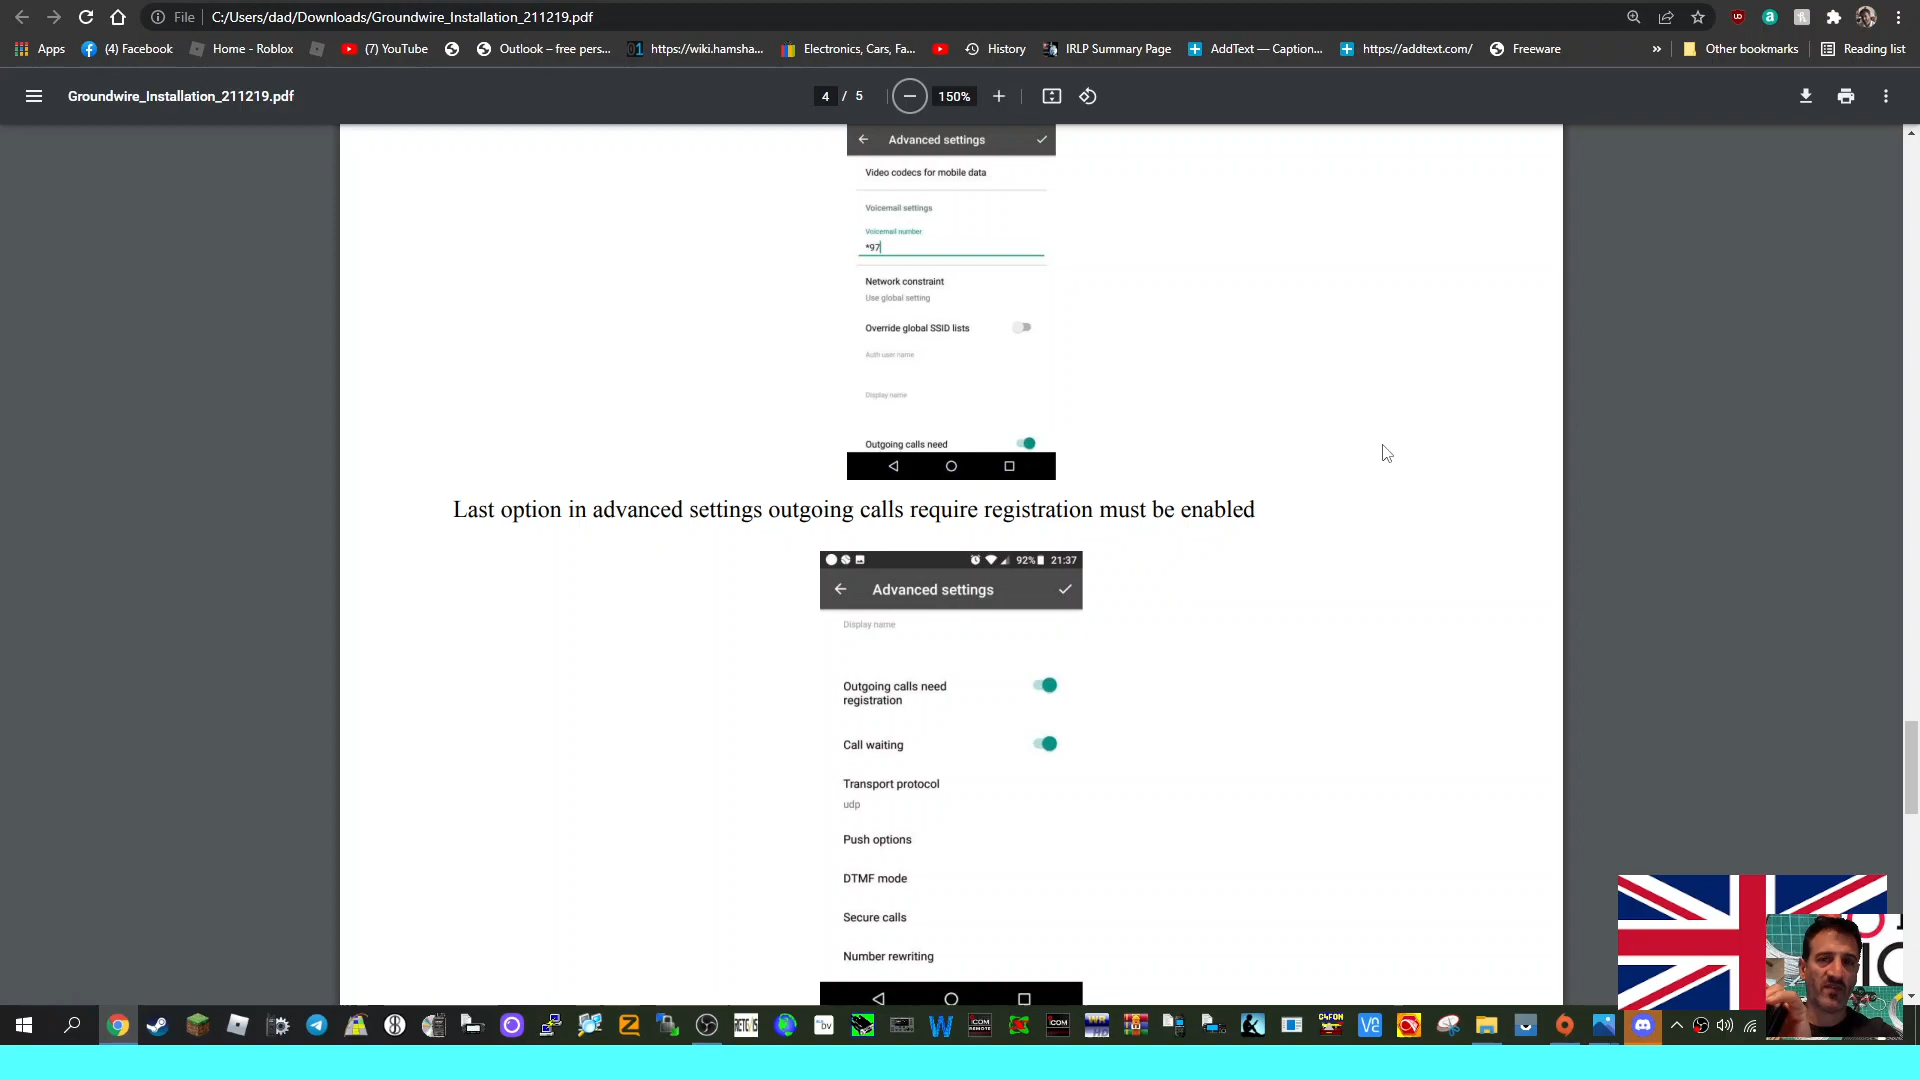 File C:/Users/dad/Downloads/Groundwire_Installation_211219.pdf
Apps (4) Facebook Home - Roblox (7) YouTube Outlook – free pers... https://wiki.hamsha... Electronics, Cars, Fa... History IRLP Summary Page AddText — Caption... https://addtext.com/ Freeware » Other bookmarks Reading list
Groundwire_Installation_211219.pdf 4 / 5 150%
Advanced settings
Video codecs for mobile data
Voicemail settings
Voicemail number
*97
Network constraint
Use global setting
Override global SSID lists
Auth user name
Display name
Outgoing calls need
Last option in advanced settings outgoing calls require registration must be enabled
92% 21:37
Advanced settings
Display name
Outgoing calls need
registration
Call waiting
Transport protocol
udp
Push options
DTMF mode
Secure calls
Number rewriting